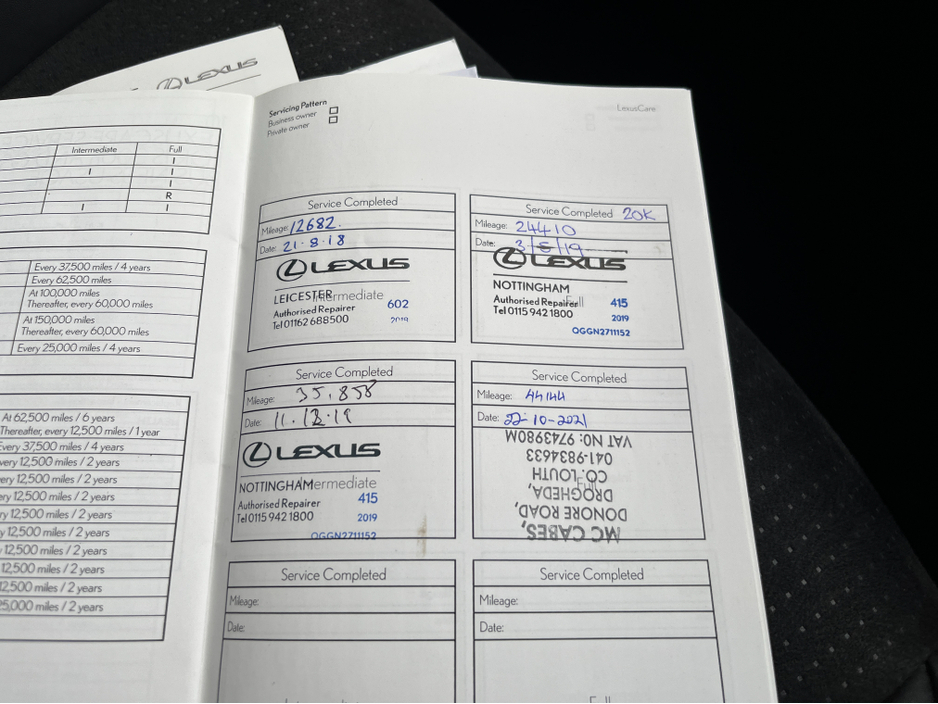 LEXUS
Intermediate Full
I
I I
I
R
I I
Every 37,500 miles / 4 years
Every 62,500
At 100,000 miles
Thereafter, every 60,000 miles
At 150,000 miles
Thereafter, every 60,000 miles
Every 25,000 miles / 4 years
At 62,500 miles / 6 years
Thereafter, every 12,500 miles / 1 year
Every 37,500 miles / 4 years
very 12,500 miles / 2 years
ery 12,500 miles / 2 years
ery 12,500 miles / 2 years
y 12,500 miles / 2 years
y 12,500 miles / 2 years
12,500 miles / 2 years
12,500 miles / 2 years
12,500 miles / 2 years
25,000 miles / 2 years
Servicing Pattern
Business owner
Private owner
LexusCare
Service Completed
Mileage: 12682.
Date: 21·8·18
LEXUS
LEICESTER Intermediate
Authorised Repairer 602
Tel 01162 688500 2019
Service Completed 20K
Mileage: 24410
Date: 3/5/19
LEXUS
NOTTINGHAM
Authorised Repairer Full 415
Tel 0115 942 1800 2019
OGGN2711152
Service Completed
Mileage: 35,858
Date: 11.12.19
LEXUS
NOTTINGHAM Intermediate
Authorised Repairer 415
Tel 0115 942 1800 2019
OGGN2711152
Service Completed
Mileage: 44144
Date: 22-10-2021
MC CABES,
DONORE ROAD,
DROGHEDA,
Full
CO. LOUTH
041-9834633
VAT NO: 9743980M
Service Completed
Mileage:
Date:
Service Completed
Mileage:
Date: